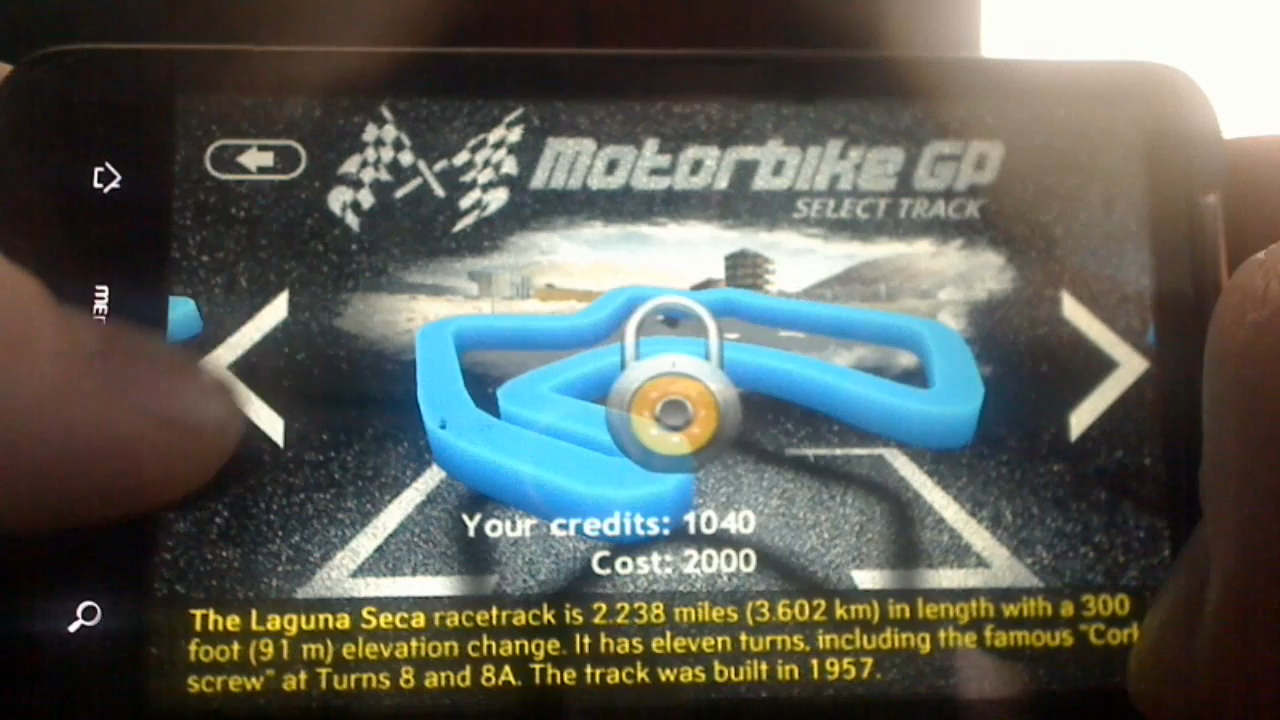 Motorbike GP
SELECT TRACK
Your credits: 1040
Cost: 2000
The Laguna Seca racetrack is 2.238 miles (3.602 km) in length with a 300
foot (91 m) elevation change. It has eleven turns, including the famous "Cork
screw" at Turns 8 and 8A. The track was built in 1957.